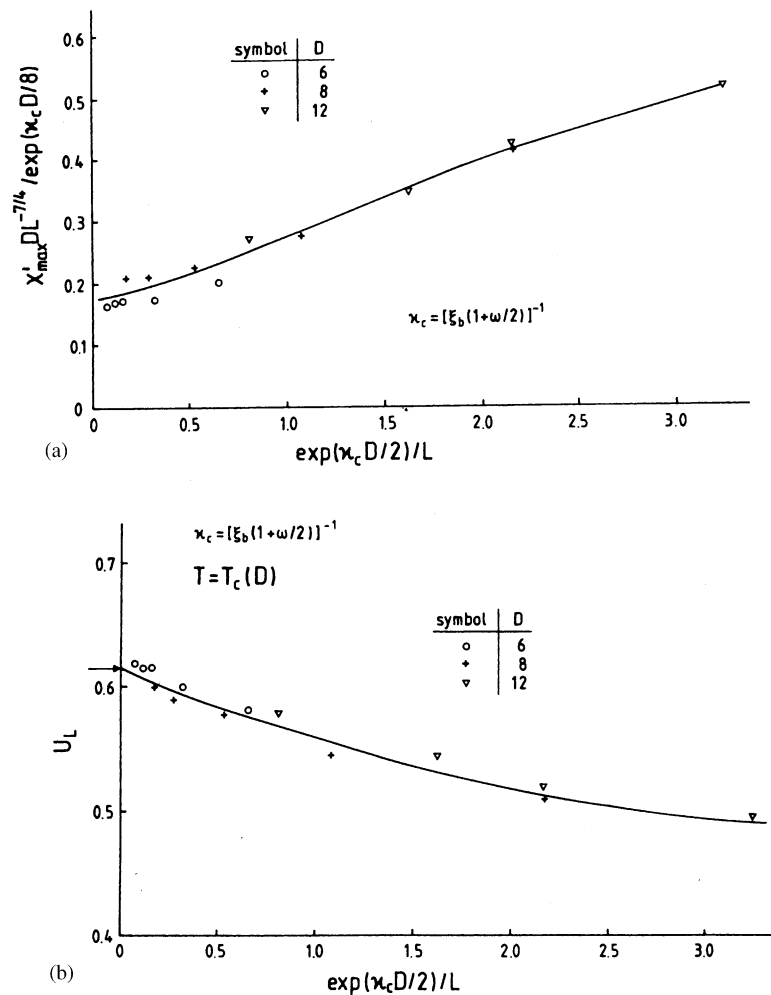 0.6
symbol D
6
8
12
0.5
0.4
χ'max DL^-7/4 /exp(ϰcD/8)
0.3
0.2
ϰc = [ξb(1+ω/2)]^-1
0.1
0
0 0.5 1.0 1.5 2.0 2.5 3.0
(a)
exp(ϰcD/2)/L
ϰc = [ξb(1+ω/2)]^-1
0.7
T = Tc(D)
symbol D
6
8
12
0.6
UL
0.5
0.4
0 0.5 1.0 1.5 2.0 2.5 3.0
(b)
exp(ϰcD/2)/L